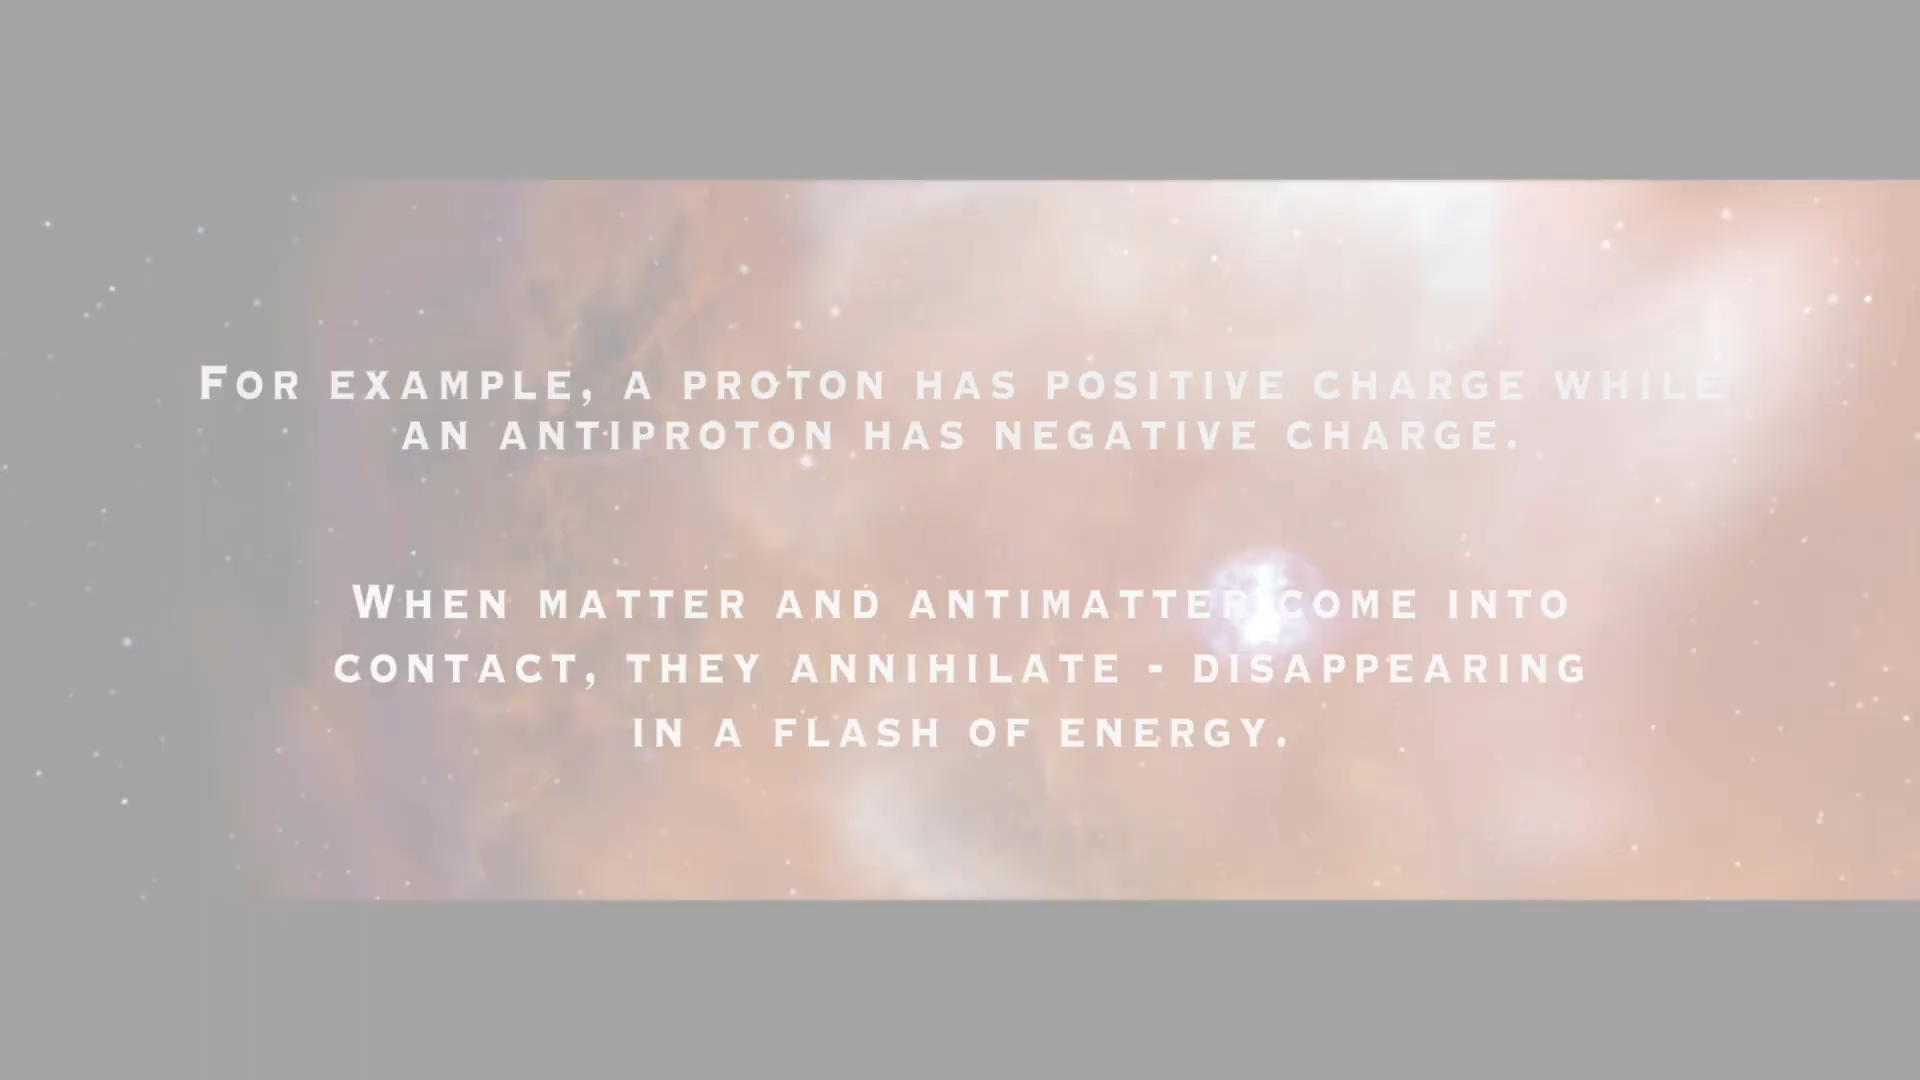 For example, a proton has positive charge while
an antiproton has negative charge.
When matter and antimatter come into
contact, they annihilate - disappearing
in a flash of energy.